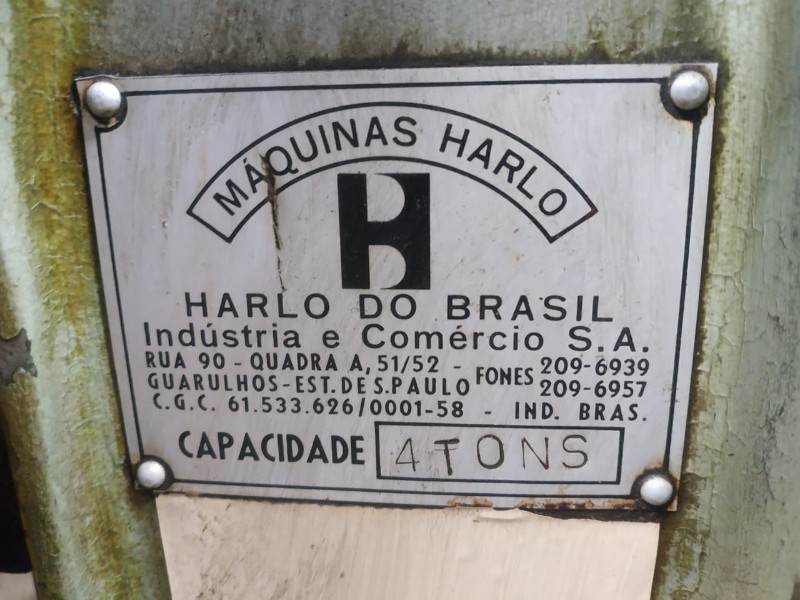 MÁQUINAS HARLO
H
HARLO DO BRASIL
Indústria e Comércio S.A.
RUA 90 - QUADRA A, 51/52 - FONES 209-6939
GUARULHOS-EST. DE S.PAULO 209-6957
C.G.C. 61.533.626/0001-58 - IND. BRAS.
CAPACIDADE 4 TONS